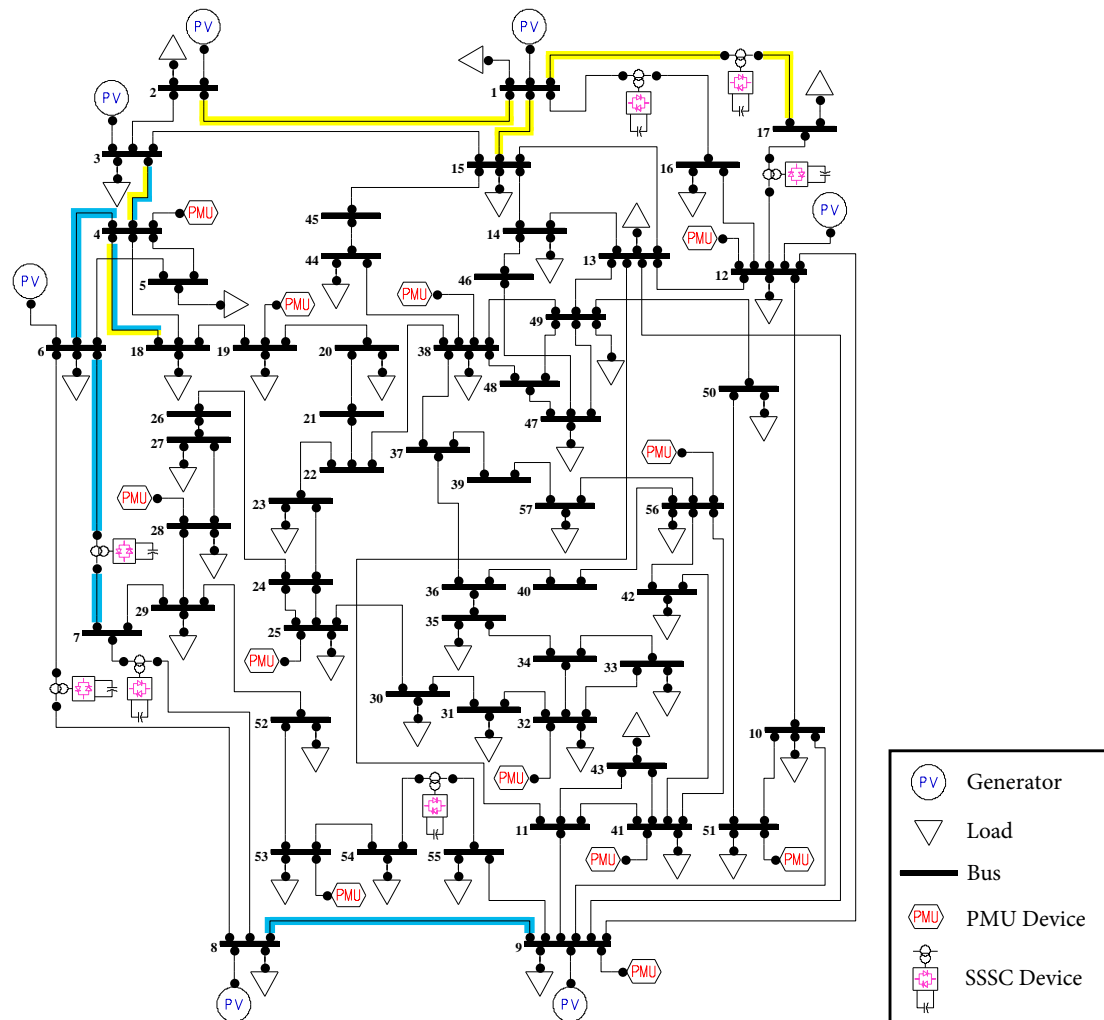 PV
PV
2
1
PV
17
3
15
16
PV
45
PMU
4
14
PMU
44
13
12
5
46
PV
PMU
PMU
49
6
18
19
20
38
48
50
26
21
47
27
37
PMU
22
39
PMU
23
57
56
28
24
36
40
42
29
35
7
25
PMU
34
33
30
31
52
32
10
43
PMU
11
41
51
53
54
55
PMU
PMU
PMU
8
9
PMU
PV
PV
PV
Generator
Load
Bus
PMU
PMU Device
SSSC Device